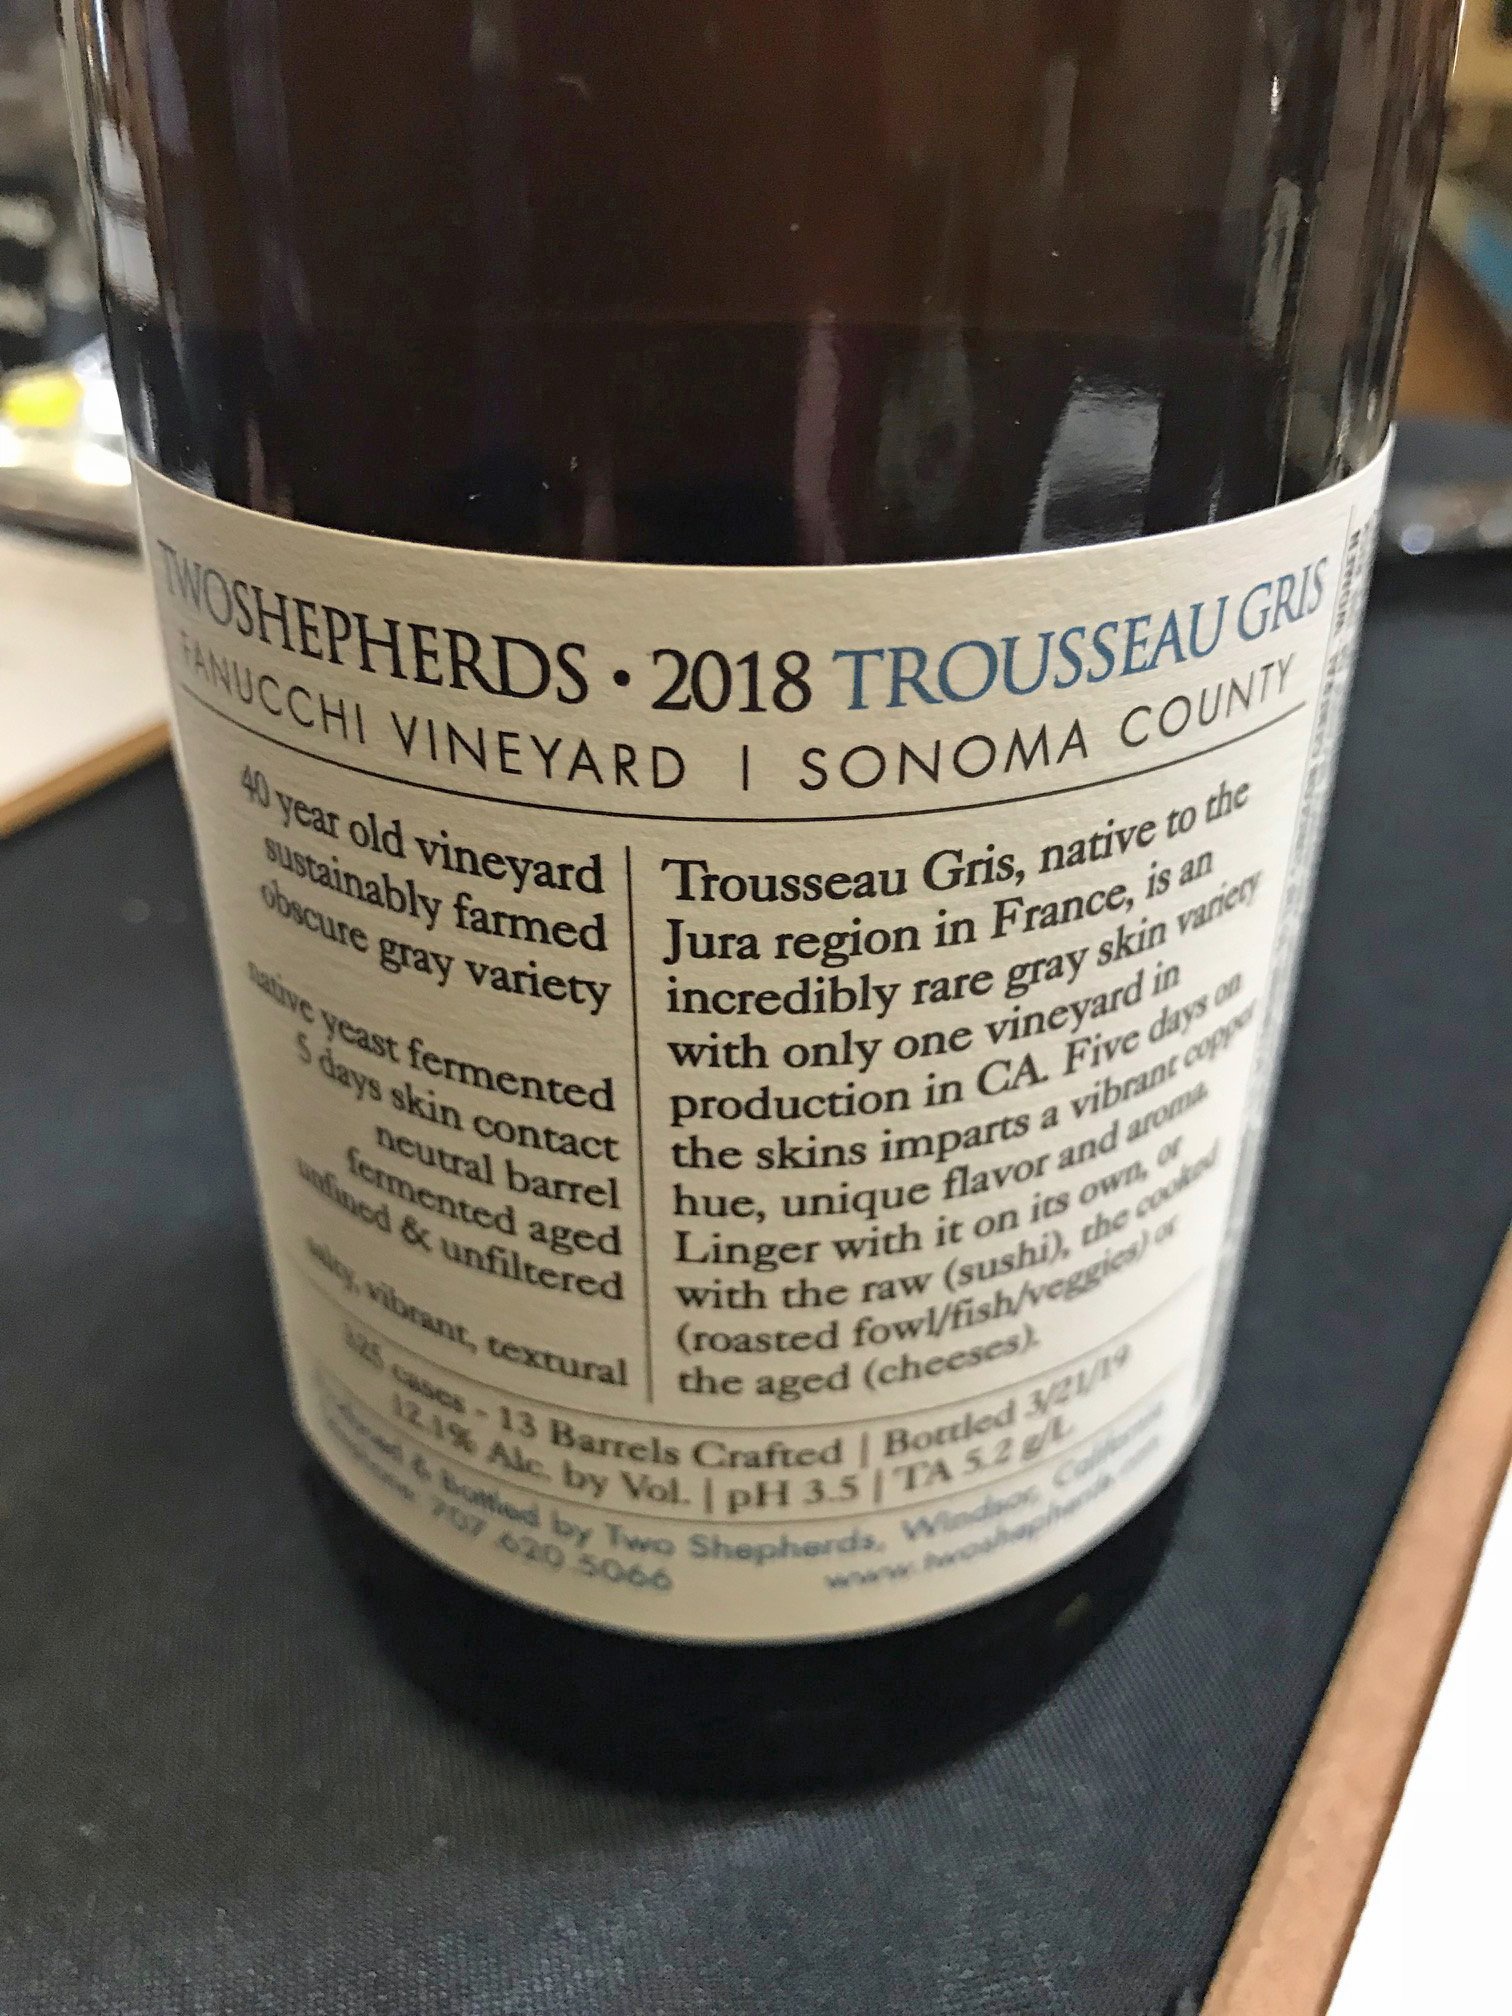 TWOSHEPHERDS • 2018 TROUSSEAU GRIS
FANUCCHI VINEYARD | SONOMA COUNTY
40 year old vineyard
sustainably farmed
obscure gray variety
native yeast fermented
5 days skin contact
neutral barrel
fermented aged
unfined & unfiltered
salty, vibrant, textural
Trousseau Gris, native to the
Jura region in France, is an
incredibly rare gray skin variety
with only one vineyard in
production in CA. Five days on
the skins imparts a vibrant copper
hue, unique flavor and aroma.
Linger with it on its own, or
with the raw (sushi), the cooked
(roasted fowl/fish/veggies) or
the aged (cheeses).
325 cases - 13 Barrels Crafted | Bottled 3/21/19
12.1% Alc. by Vol. | pH 3.5 | TA 5.2 g/L
& Bottled by Two Shepherds, Windsor, California
707.620.5066 www.twoshepherds.com